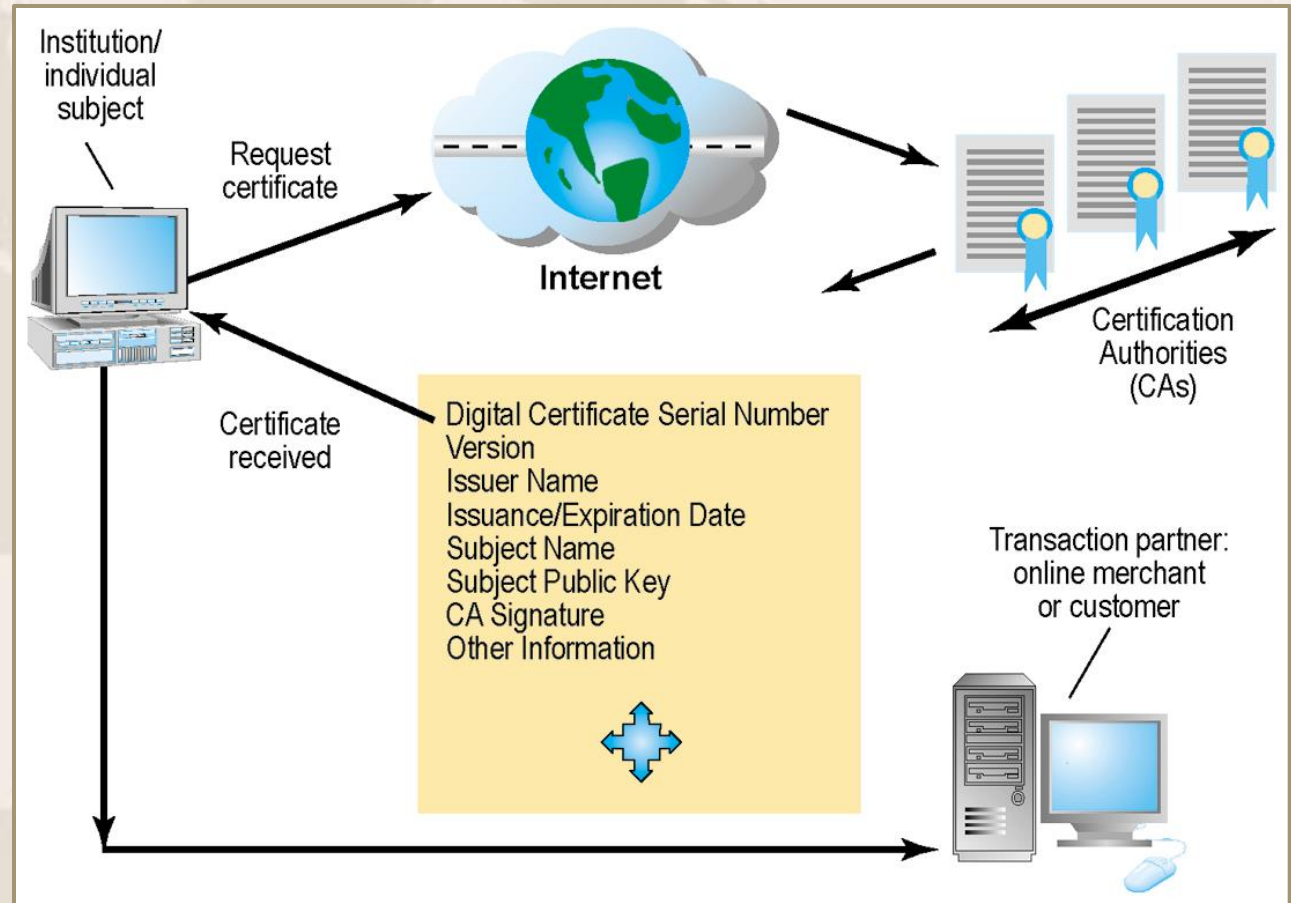 Institution/
individual
subject
Request
certificate
Internet
Certification
Authorities
(CAs)
Certificate
received
Digital Certificate Serial Number
Version
Issuer Name
Issuance/Expiration Date
Subject Name
Subject Public Key
CA Signature
Other Information
Transaction partner:
online merchant
or customer